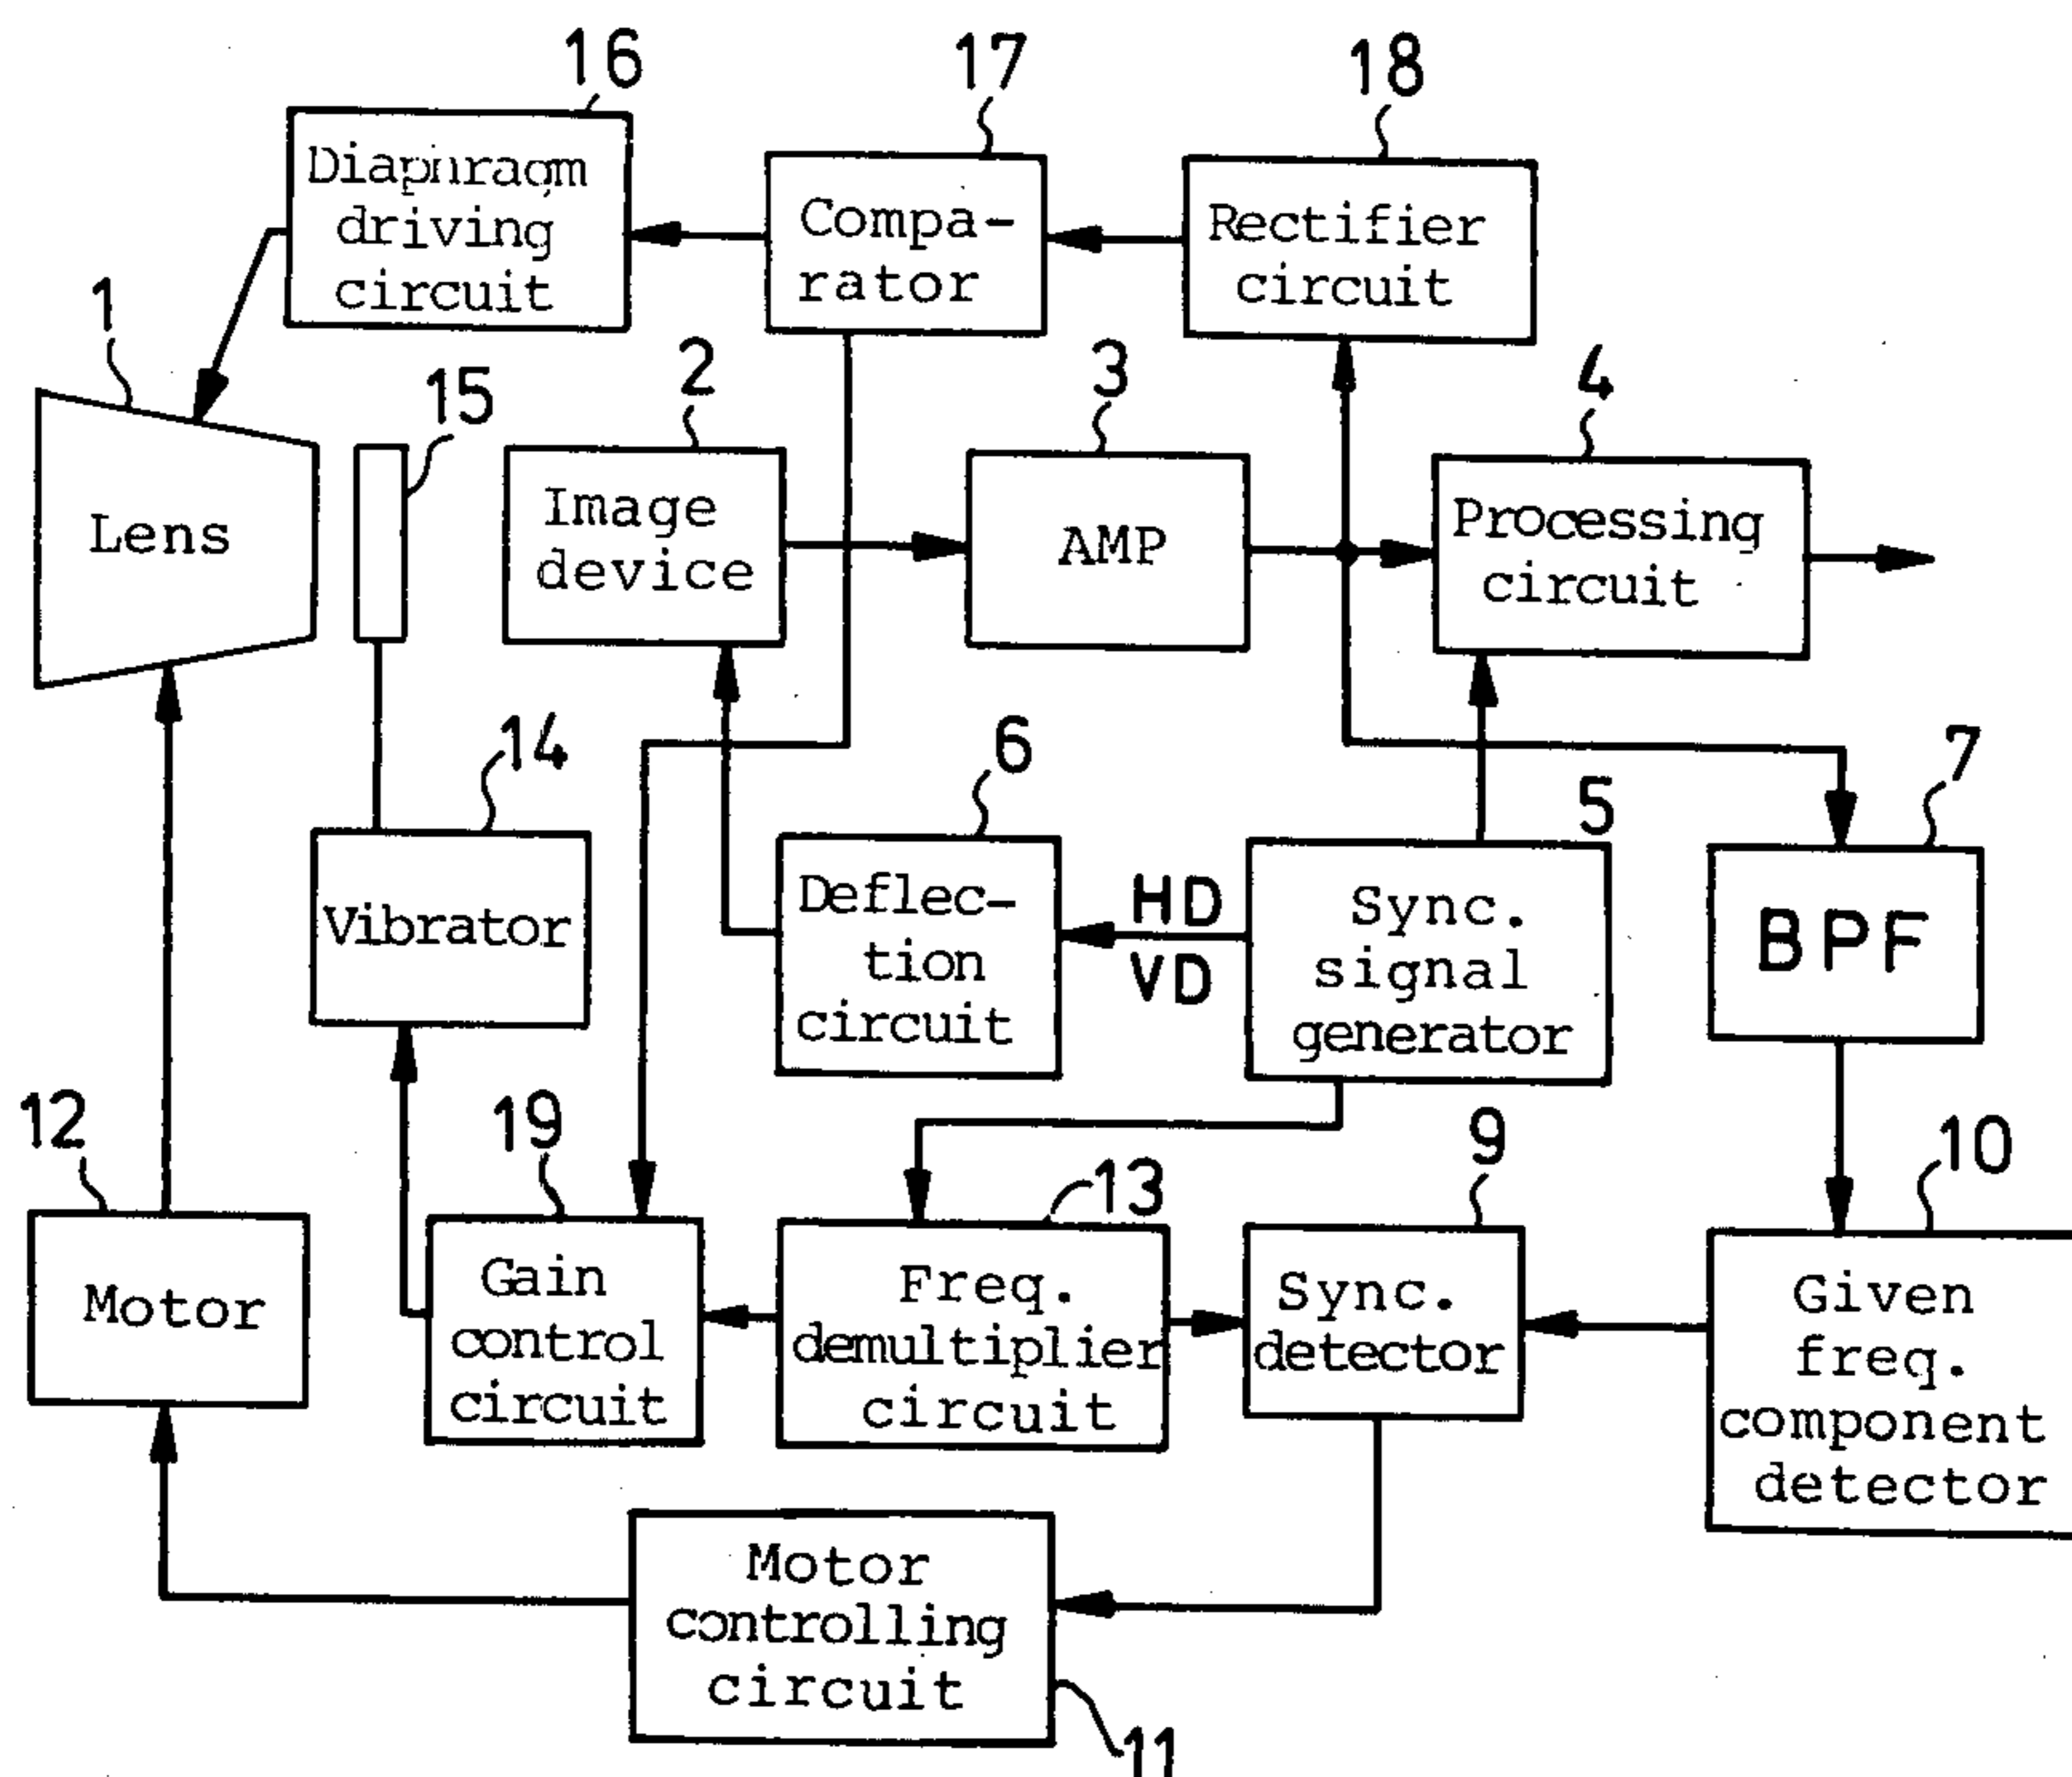 16
17
18
Diaphragm
driving
circuit
Compa-
rator
Rectifier
circuit
1
15
2
3
4
Lens
Image
device
AMP
Processing
circuit
14
6
5
7
Vibrator
Deflec-
tion
circuit
HD
VD
Sync.
signal
generator
BPF
12
19
13
9
10
Motor
Gain
control
circuit
Freq.
demultiplier
circuit
Sync.
detector
Given
freq.
component
detector
Motor
controlling
circuit
11